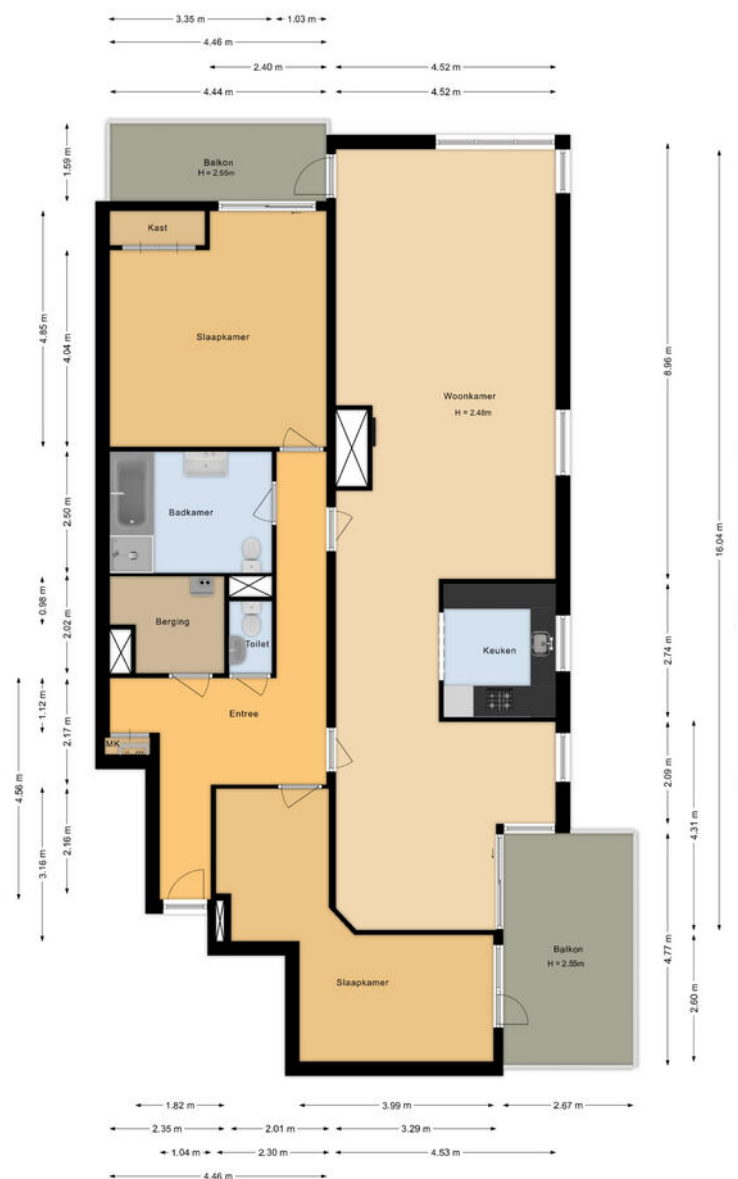 3.35 m
1.03 m
4.46 m
2.40 m
4.52 m
4.44 m
4.52 m
1.59 m
Balkon
H = 2.55m
Kast
4.85 m
4.04 m
Slaapkamer
8.96 m
Woonkamer
H = 2.48m
16.04 m
2.50 m
Badkamer
0.98 m
2.02 m
Berging
Toilet
Keuken
2.74 m
1.12 m
2.17 m
Entree
MK
4.56 m
2.09 m
4.31 m
2.16 m
3.16 m
Balkon
H = 2.55m
4.77 m
2.60 m
Slaapkamer
1.82 m
3.99 m
2.67 m
2.35 m
2.01 m
3.29 m
1.04 m
2.30 m
4.53 m
4.46 m